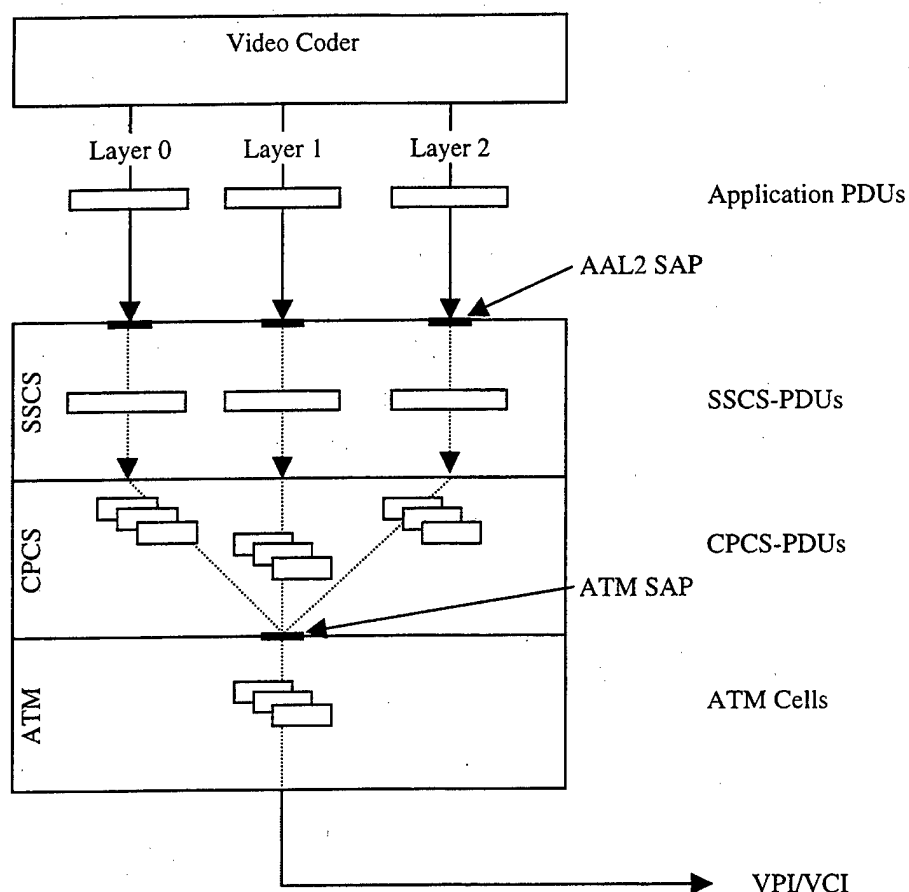 Video Coder
Layer 0 Layer 1 Layer 2
Application PDUs
AAL2 SAP
SSCS
SSCS-PDUs
CPCS
CPCS-PDUs
ATM SAP
ATM
ATM Cells
VPI/VCI